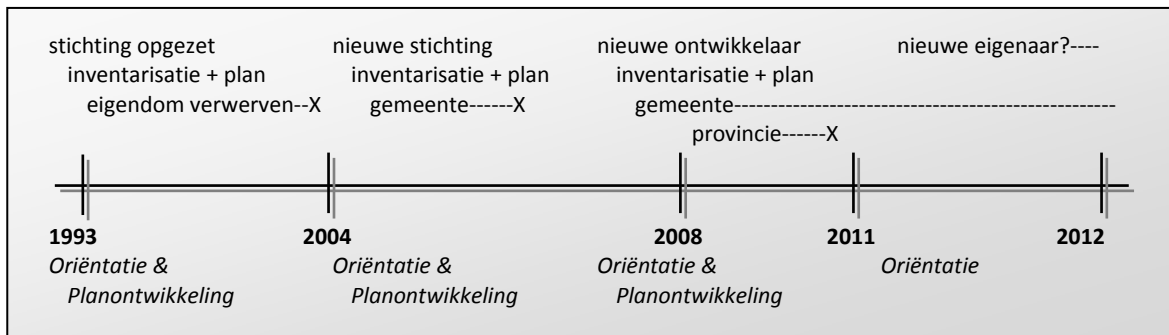 stichting opgezet
inventarisatie + plan
eigendom verwerven--X
nieuwe stichting
inventarisatie + plan
gemeente------X
nieuwe ontwikkelaar
inventarisatie + plan
gemeente----------------------------------------------------
provincie------X
nieuwe eigenaar?----
1993
Oriëntatie &
Planontwikkeling
2004
Oriëntatie &
Planontwikkeling
2008
Oriëntatie &
Planontwikkeling
2011
Oriëntatie
2012